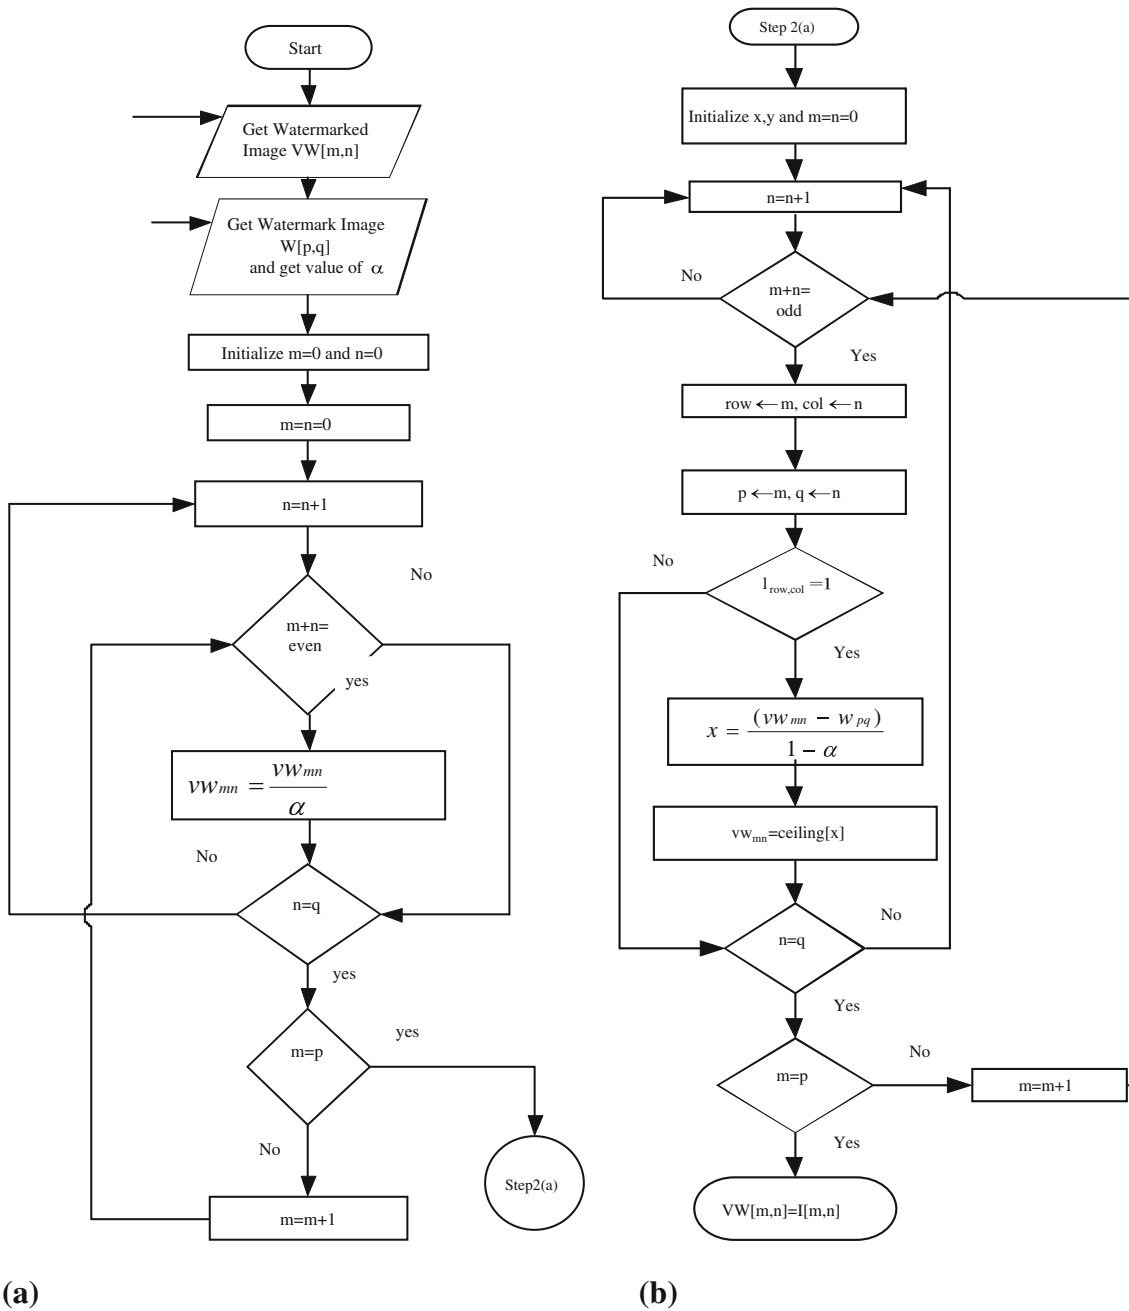 Start
Get Watermarked
Image VW[m,n]
Get Watermark Image
W[p,q]
and get value of α
Initialize m=0 and n=0
m=n=0
n=n+1
No
m+n=
even
yes
vw_mn = vw_mn / α
No
n=q
yes
m=p
yes
No
Step2(a)
m=m+1
(a)
Step 2(a)
Initialize x,y and m=n=0
n=n+1
No
m+n=
odd
Yes
row ← m, col ← n
p ← m, q ← n
No
l_row,col = 1
Yes
x = (vw_mn − w_pq) / 1 − α
vw_mn=ceiling[x]
n=q
No
Yes
m=p
No
m=m+1
Yes
VW[m,n]=I[m,n]
(b)